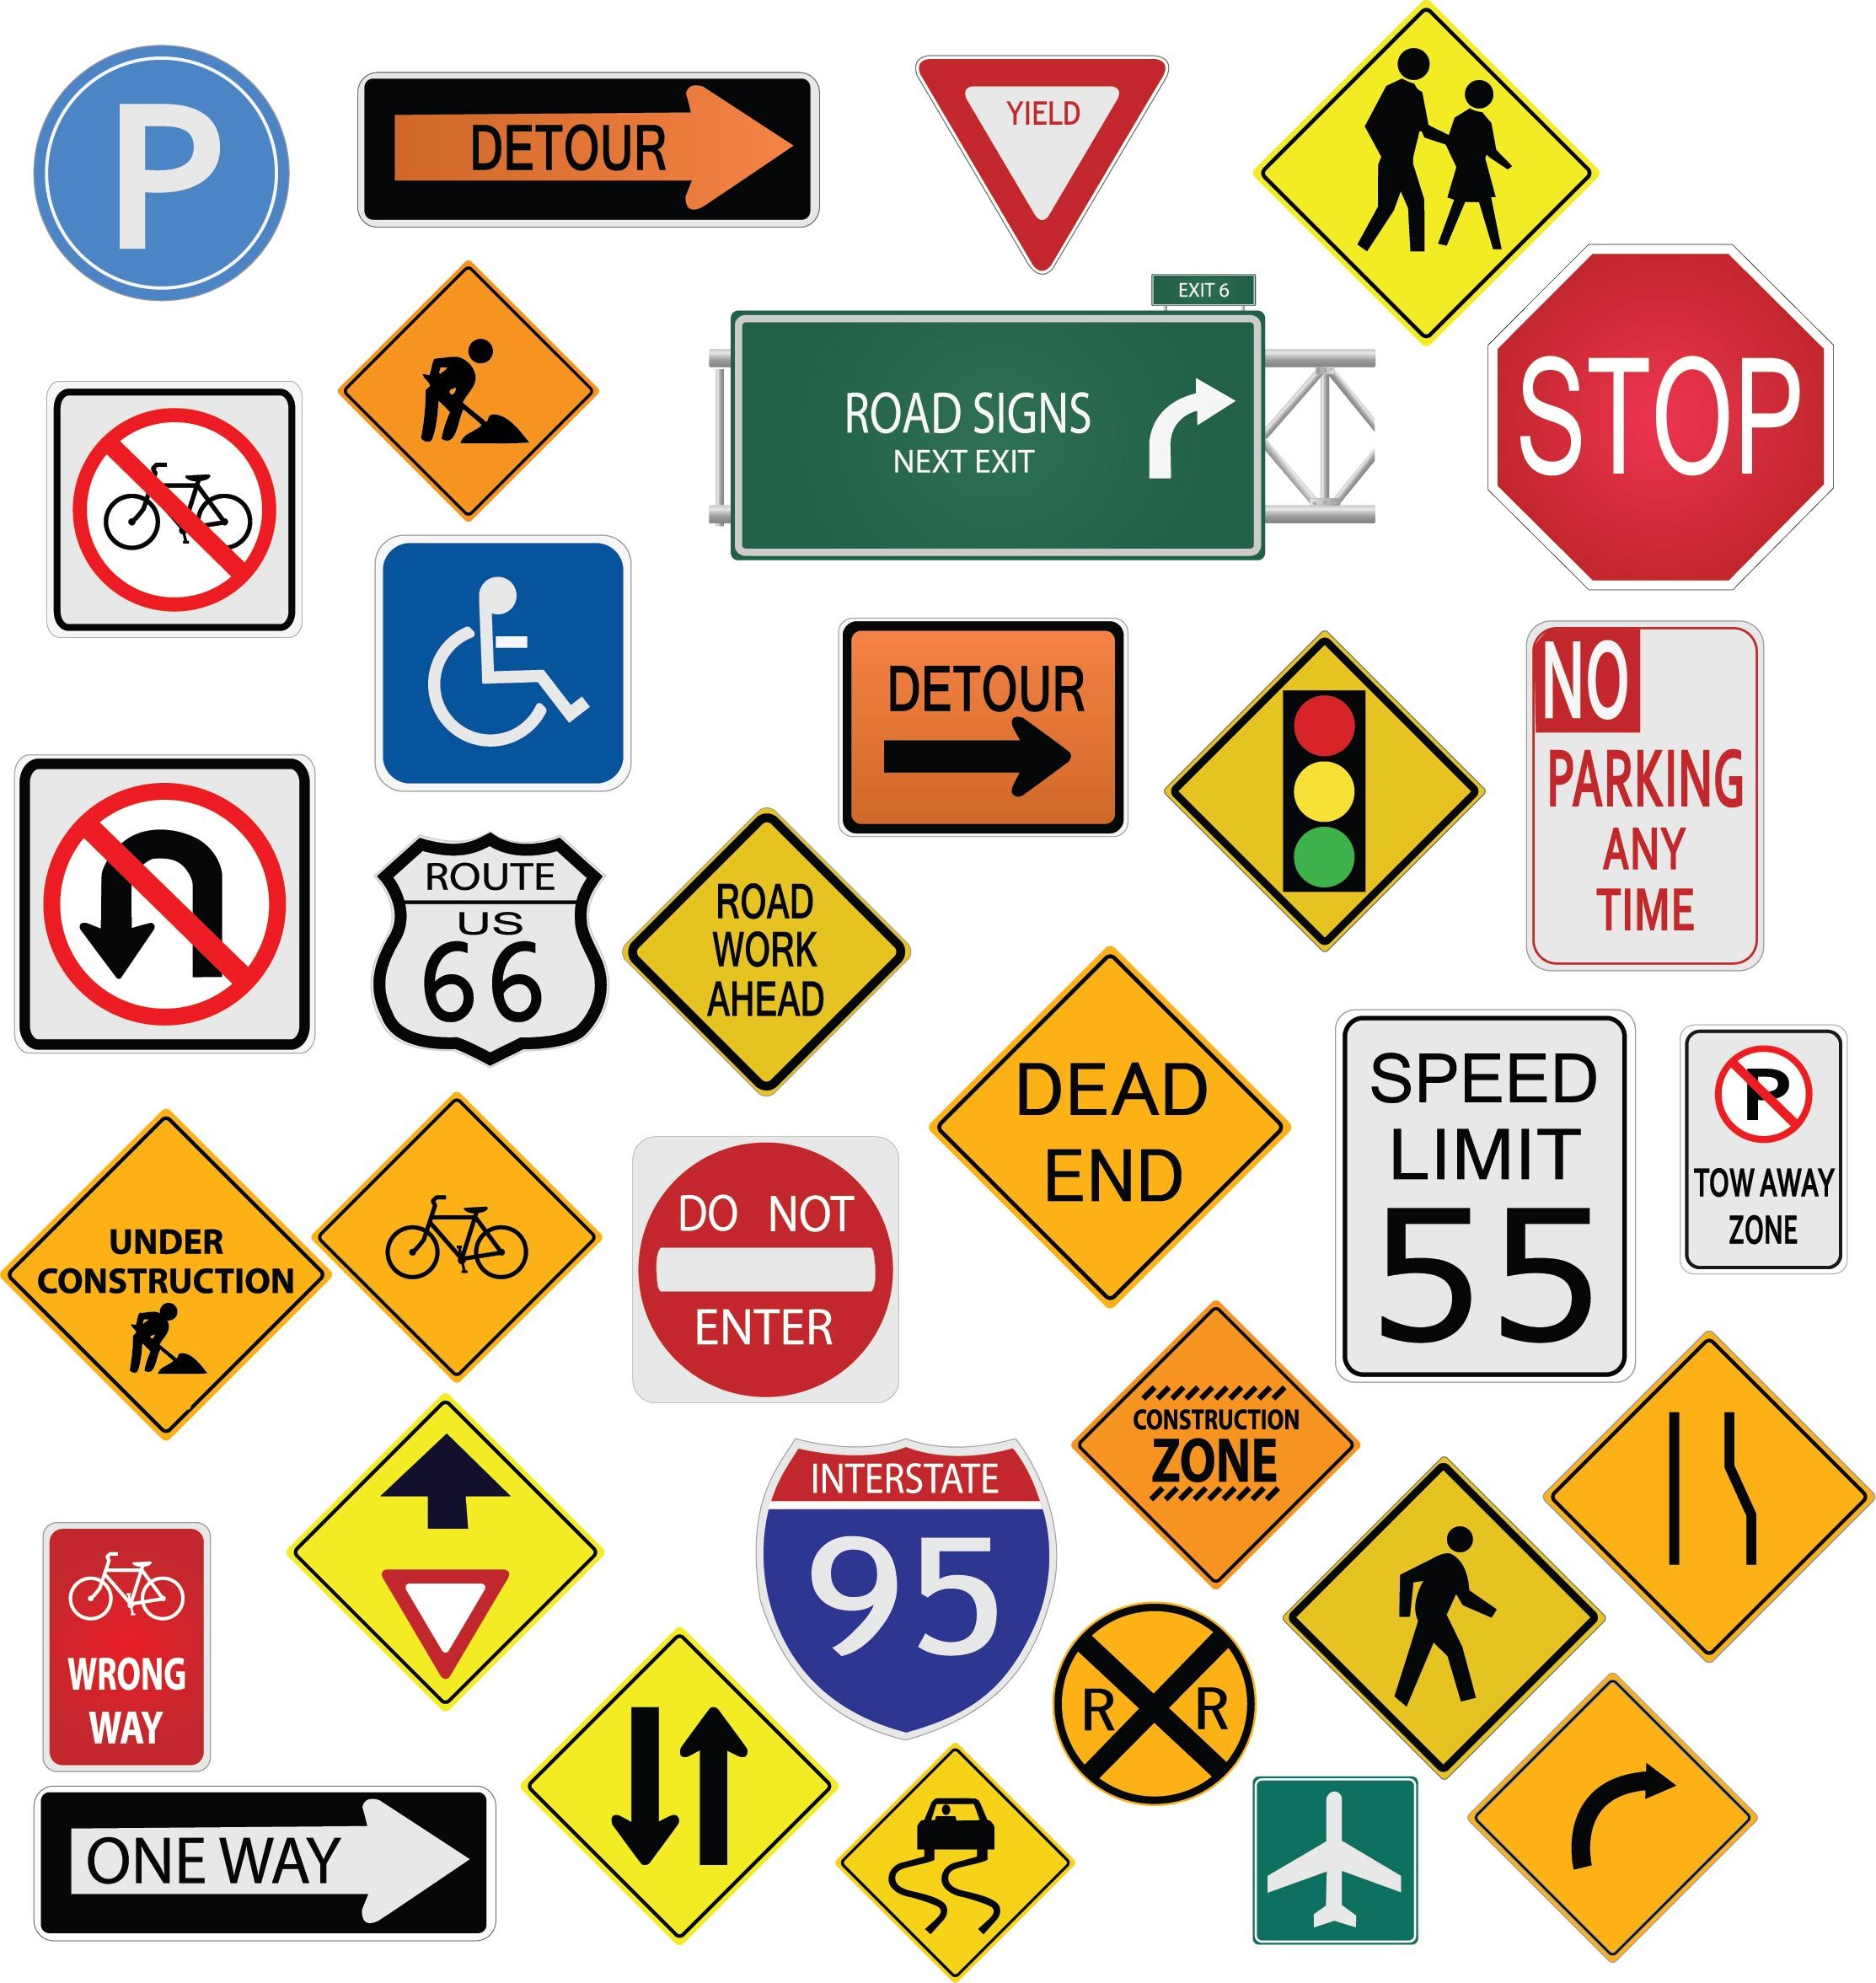 P
DETOUR
YIELD
EXIT 6
ROAD SIGNS
NEXT EXIT
STOP
DETOUR
NO
PARKING
ANY
TIME
ROUTE
US
66
ROAD
WORK
AHEAD
DEAD
END
SPEED
LIMIT
55
P
TOW AWAY
ZONE
UNDER
CONSTRUCTION
DO NOT
ENTER
CONSTRUCTION
ZONE
INTERSTATE
95
WRONG
WAY
R R
ONE WAY